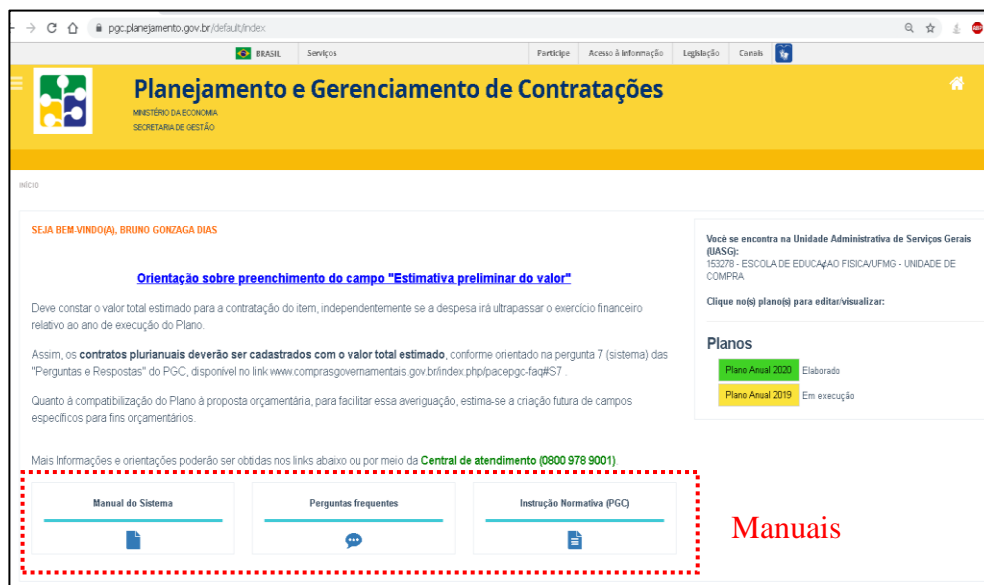 pgc.planejamento.gov.br/default/index
BRASIL Serviços Participe Acesso à informação Legislação Canais
Planejamento e Gerenciamento de Contratações
MINISTÉRIO DA ECONOMIA
SECRETARIA DE GESTÃO
INÍCIO
SEJA BEM-VINDO(A), BRUNO GONZAGA DIAS
Orientação sobre preenchimento do campo "Estimativa preliminar do valor"
Deve constar o valor total estimado para a contratação do item, independentemente se a despesa irá ultrapassar o exercício financeiro
relativo ao ano de execução do Plano.
Assim, os contratos plurianuais deverão ser cadastrados com o valor total estimado, conforme orientado na pergunta 7 (sistema) das
"Perguntas e Respostas" do PGC, disponível no link www.comprasgovernamentais.gov.br/index.php/pacepgc-faq#S7 .
Quanto à compatibilização do Plano à proposta orçamentária, para facilitar essa averiguação, estima-se a criação futura de campos
específicos para fins orçamentários.
Mais Informações e orientações poderão ser obtidas nos links abaixo ou por meio da Central de atendimento (0800 978 9001)
Manual do Sistema
Perguntas frequentes
Instrução Normativa (PGC)
Manuais
Você se encontra na Unidade Administrativa de Serviços Gerais
(UASG):
153278 - ESCOLA DE EDUCA¢AO FISICA/UFMG - UNIDADE DE
COMPRA
Clique no(s) plano(s) para editar/visualizar:
Planos
Plano Anual 2020 Elaborado
Plano Anual 2019 Em execução